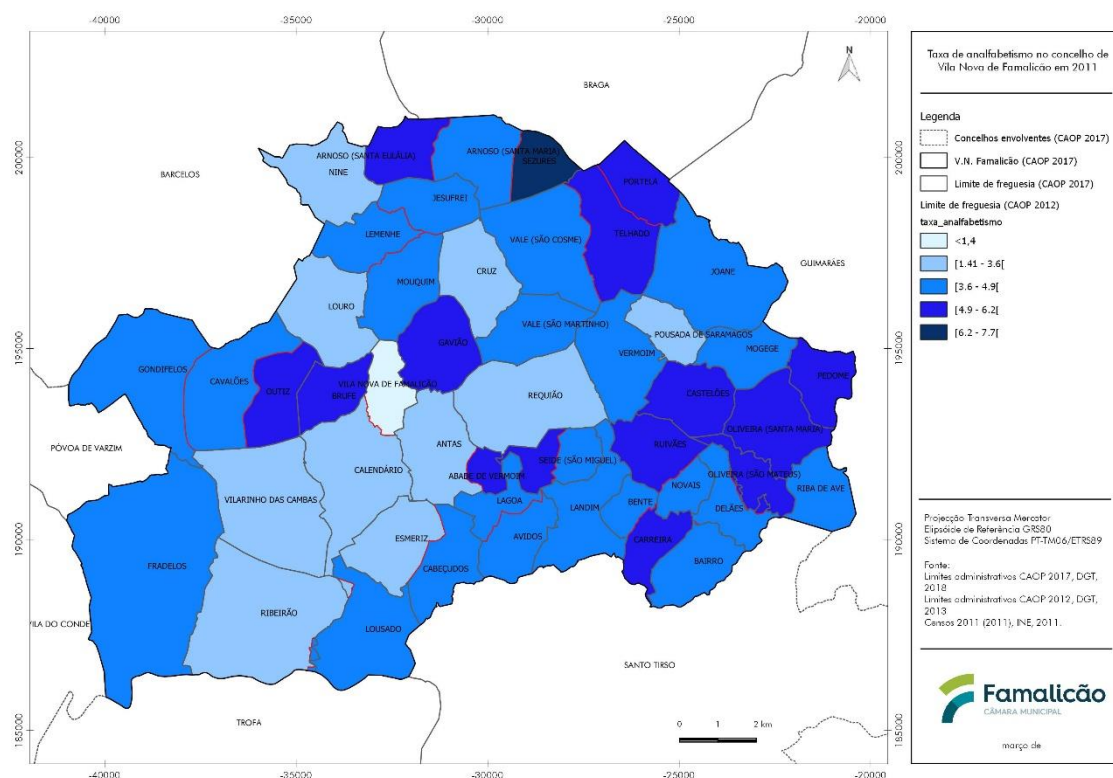 -40000
-35000
-30000
-25000
-20000
200000
195000
190000
185000
200000
195000
190000
185000
-40000
-35000
-30000
-25000
-20000
N
BRAGA
BARCELOS
GUIMARÃES
PÓVOA DE VARZIM
VILA DO CONDE
TROFA
SANTO TIRSO
ARNOSO (SANTA EULÁLIA)
NINE
ARNOSO (SANTA MARIA)
SEZURES
PORTELA
JESUFREI
LEMENHE
VALE (SÃO COSME)
TELHADO
CRUZ
MOUQUIM
JOANE
LOURO
VALE (SÃO MARTINHO)
POUSADA DE SARAMAGOS
GAVIÃO
VERMOIM
MOGEGE
GONDIFELOS
CAVALÕES
OUTIZ
BRUFE
VILA NOVA DE FAMALICÃO
PEDOME
CASTELÕES
REQUIÃO
OLIVEIRA (SANTA MARIA)
ANTAS
RUIVÃES
CALENDÁRIO
ABADE DE VERMOIM
SEIDE (SÃO MIGUEL)
OLIVEIRA (SÃO MATEUS)
VILARINHO DAS CAMBAS
NOVAIS
RIBA DE AVE
LAGOA
LANDIM
BENTE
DELÃES
ESMERIZ
AVIDOS
CARREIRA
FRADELOS
CABEÇUDOS
BAIRRO
RIBEIRÃO
LOUSADO
0 1 2 km
Taxa de analfabetismo no concelho de
Vila Nova de Famalicão em 2011
Legenda
Concelhos envolventes (CAOP 2017)
V.N. Famalicão (CAOP 2017)
Limite de freguesia (CAOP 2017)
Limite de freguesia (CAOP 2012)
taxa_analfabetismo
<1,4
[1.41 - 3.6[
[3.6 - 4.9[
[4.9 - 6.2[
[6.2 - 7.7[
Projecção Transversa Mercator
Elipsóide de Referência GRS80
Sistema de Coordenadas PT-TM06/ETRS89
Fonte:
Limites administrativos CAOP 2017, DGT,
2018
Limites administrativos CAOP 2012, DGT,
2013
Censos 2011 (2011), INE, 2011.
Famalicão
CÂMARA MUNICIPAL
março de